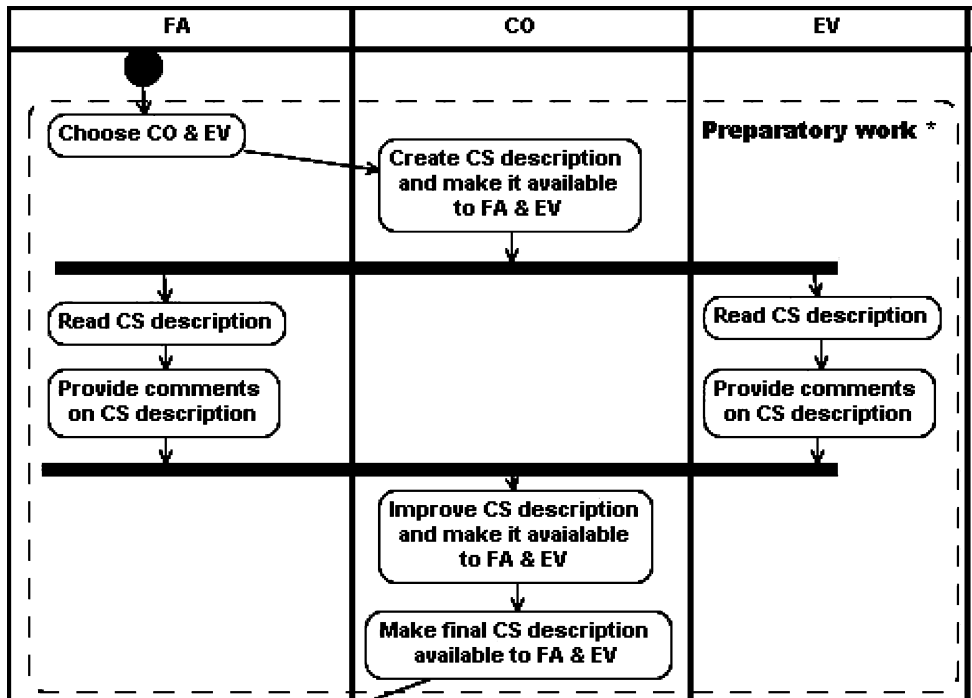 FA
CO
EV
Choose CO & EV
Preparatory work *
Create CS description
and make it available
to FA & EV
Read CS description
Read CS description
Provide comments
on CS description
Provide comments
on CS description
Improve CS description
and make it avaialable
to FA & EV
Make final CS description
available to FA & EV